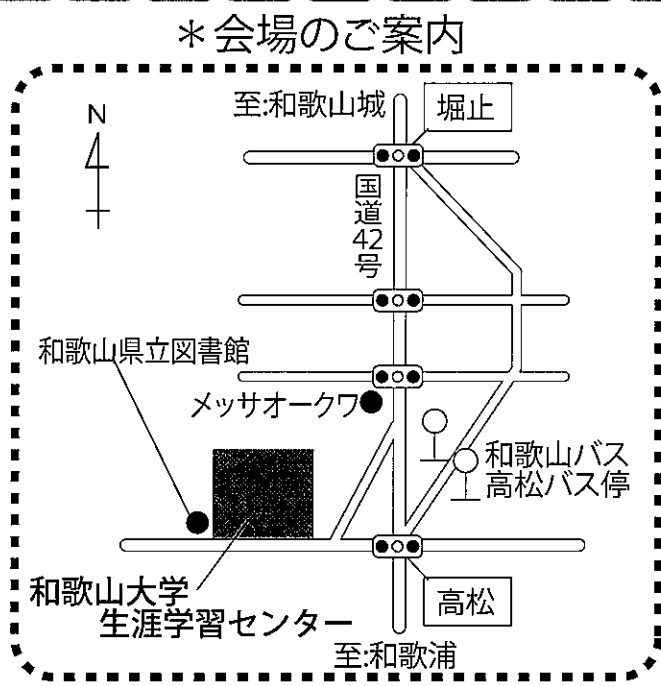 ＊会場のご案内
至:和歌山城
堀止
N
国道42号
和歌山県立図書館
メッサオークワ
和歌山バス
高松バス停
和歌山大学
生涯学習センター
高松
至:和歌浦